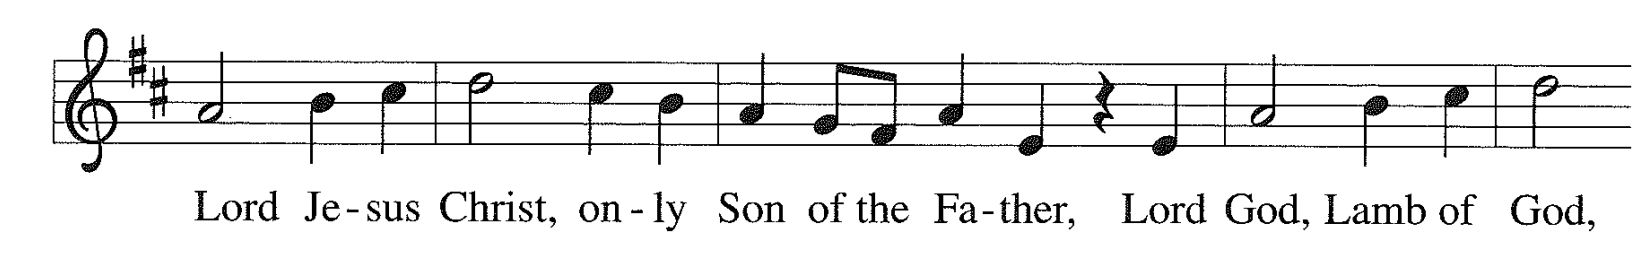 Lord Je-sus Christ, on-ly Son of the Fa-ther, Lord God, Lamb of God,